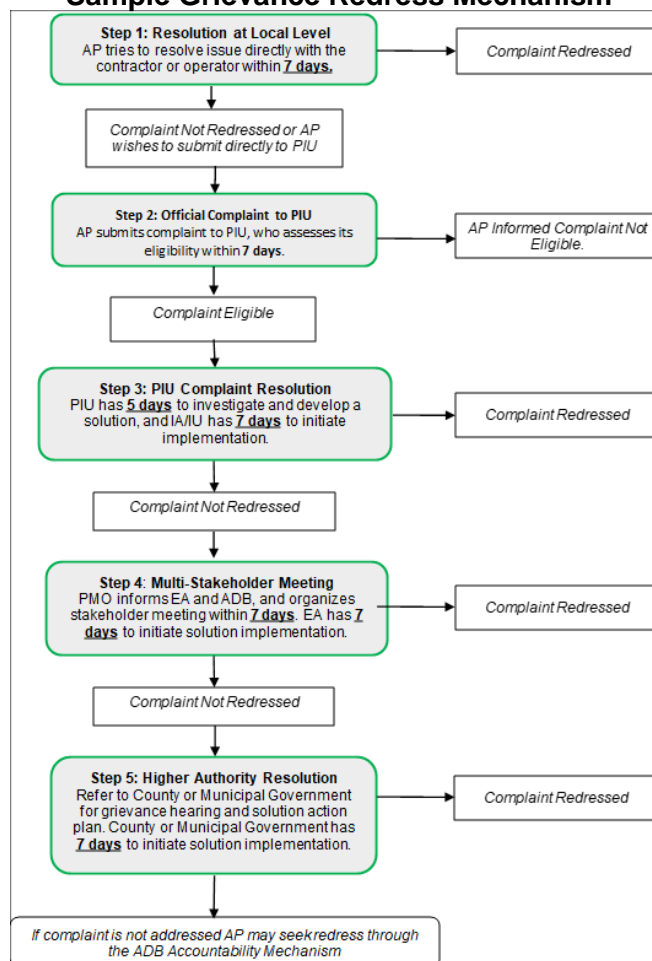 Sample Grievance Redress Mechanism
Step 1: Resolution at Local Level
AP tries to resolve issue directly with the
contractor or operator within 7 days.
Complaint Redressed
Complaint Not Redressed or AP
wishes to submit directly to PIU
Step 2: Official Complaint to PIU
AP submits complaint to PIU, who assesses its
eligibility within 7 days.
AP Informed Complaint Not
Eligible.
Complaint Eligible
Step 3: PIU Complaint Resolution
PIU has 5 days to investigate and develop a
solution, and IA/IU has 7 days to initiate
implementation.
Complaint Redressed
Complaint Not Redressed
Step 4: Multi-Stakeholder Meeting
PMO informs EA and ADB, and organizes
stakeholder meeting within 7 days. EA has 7
days to initiate solution implementation.
Complaint Redressed
Complaint Not Redressed
Step 5: Higher Authority Resolution
Refer to County or Municipal Government
for grievance hearing and solution action
plan. County or Municipal Government has
7 days to initiate solution implementation.
Complaint Redressed
If complaint is not addressed AP may seek redress through
the ADB Accountability Mechanism